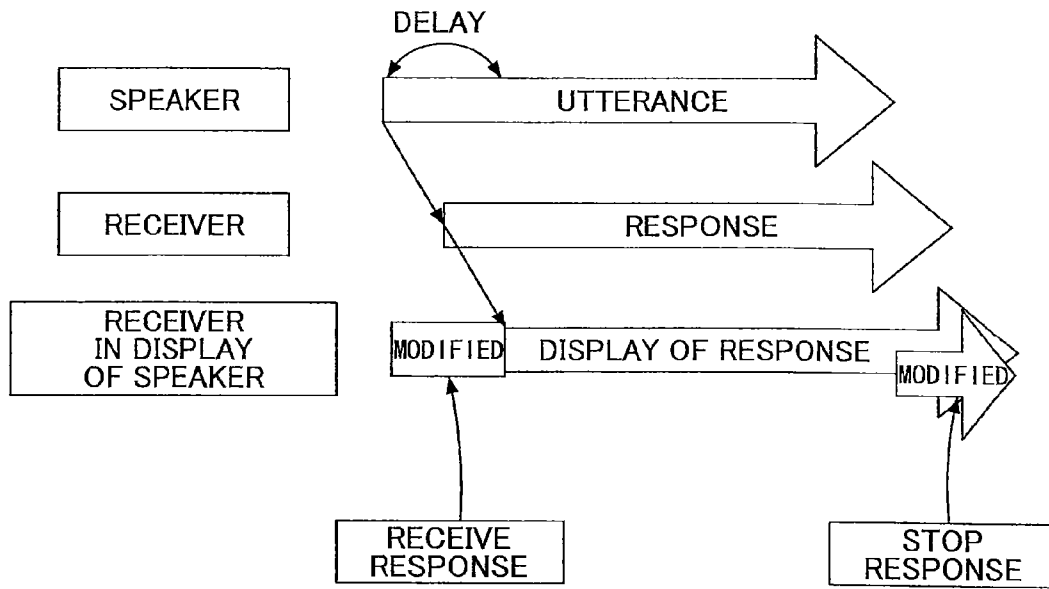 DELAY
SPEAKER
UTTERANCE
RECEIVER
RESPONSE
RECEIVER
IN DISPLAY
OF SPEAKER
MODIFIED
DISPLAY OF RESPONSE
MODIFIED
RECEIVE
RESPONSE
STOP
RESPONSE